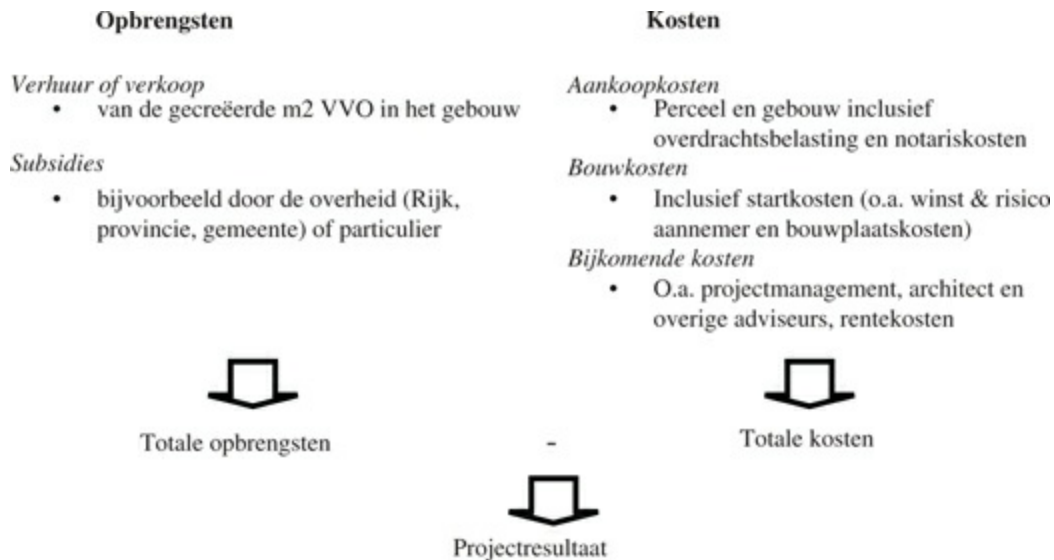 Opbrengsten
Verhuur of verkoop
• van de gecreëerde m2 VVO in het gebouw
Subsidies
• bijvoorbeeld door de overheid (Rijk,
provincie, gemeente) of particulier
Kosten
Aankoopkosten
• Perceel en gebouw inclusief
overdrachtsbelasting en notariskosten
Bouwkosten
• Inclusief startkosten (o.a. winst & risico
aannemer en bouwplaatskosten)
Bijkomende kosten
• O.a. projectmanagement, architect en
overige adviseurs, rentekosten
Totale opbrengsten - Totale kosten
Projectresultaat